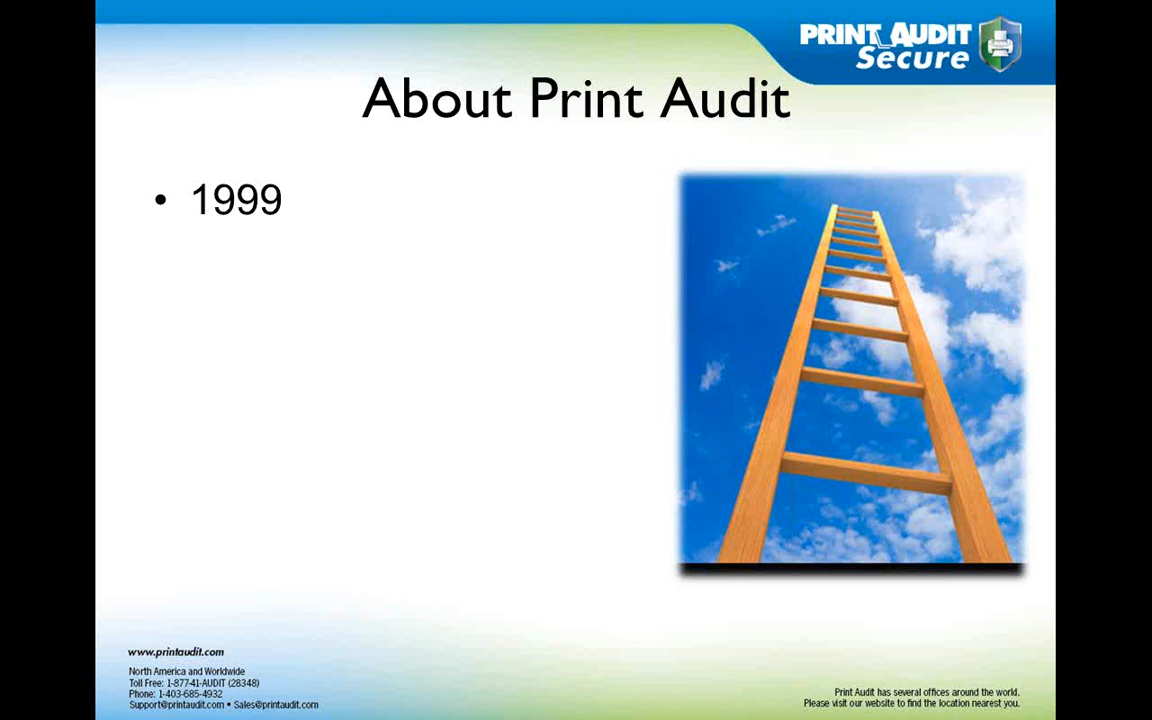 PRINT AUDIT
Secure
About Print Audit
• 1999
www.printaudit.com
North America and Worldwide
Toll Free: 1-877-41-AUDIT (28348)
Phone: 1-403-685-4932
Support@printaudit.com • Sales@printaudit.com
Print Audit has several offices around the world.
Please visit our website to find the location nearest you.